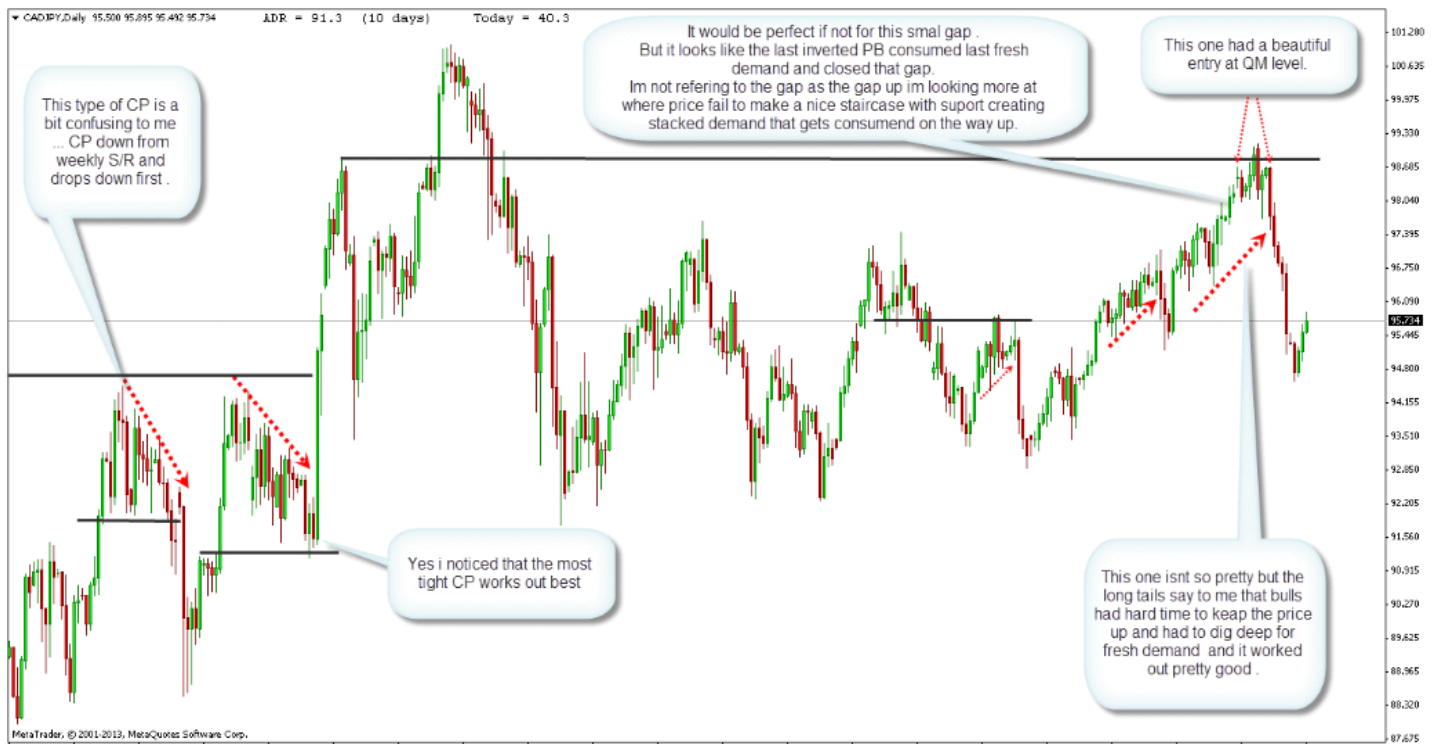 CADJPY,Daily 95.500 95.895 95.492 95.734 ADR = 91.3 (10 days) Today = 40.3
This type of CP is a
bit confusing to me
... CP down from
weekly S/R and
drops down first .
It would be perfect if not for this smal gap .
But it looks like the last inverted PB consumed last fresh
demand and closed that gap.
Im not refering to the gap as the gap up im looking more at
where price fail to make a nice staircase with suport creating
stacked demand that gets consumend on the way up.
This one had a beautiful
entry at QM level.
Yes i noticed that the most
tight CP works out best
This one isnt so pretty but the
long tails say to me that bulls
had hard time to keap the price
up and had to dig deep for
fresh demand and it worked
out pretty good .
101.280
100.635
99.975
99.330
98.685
98.040
97.395
96.750
96.090
95.734
95.445
94.800
94.155
93.510
92.850
92.205
91.560
90.915
90.270
89.625
88.965
88.320
87.675
MetaTrader, © 2001-2013, MetaQuotes Software Corp.